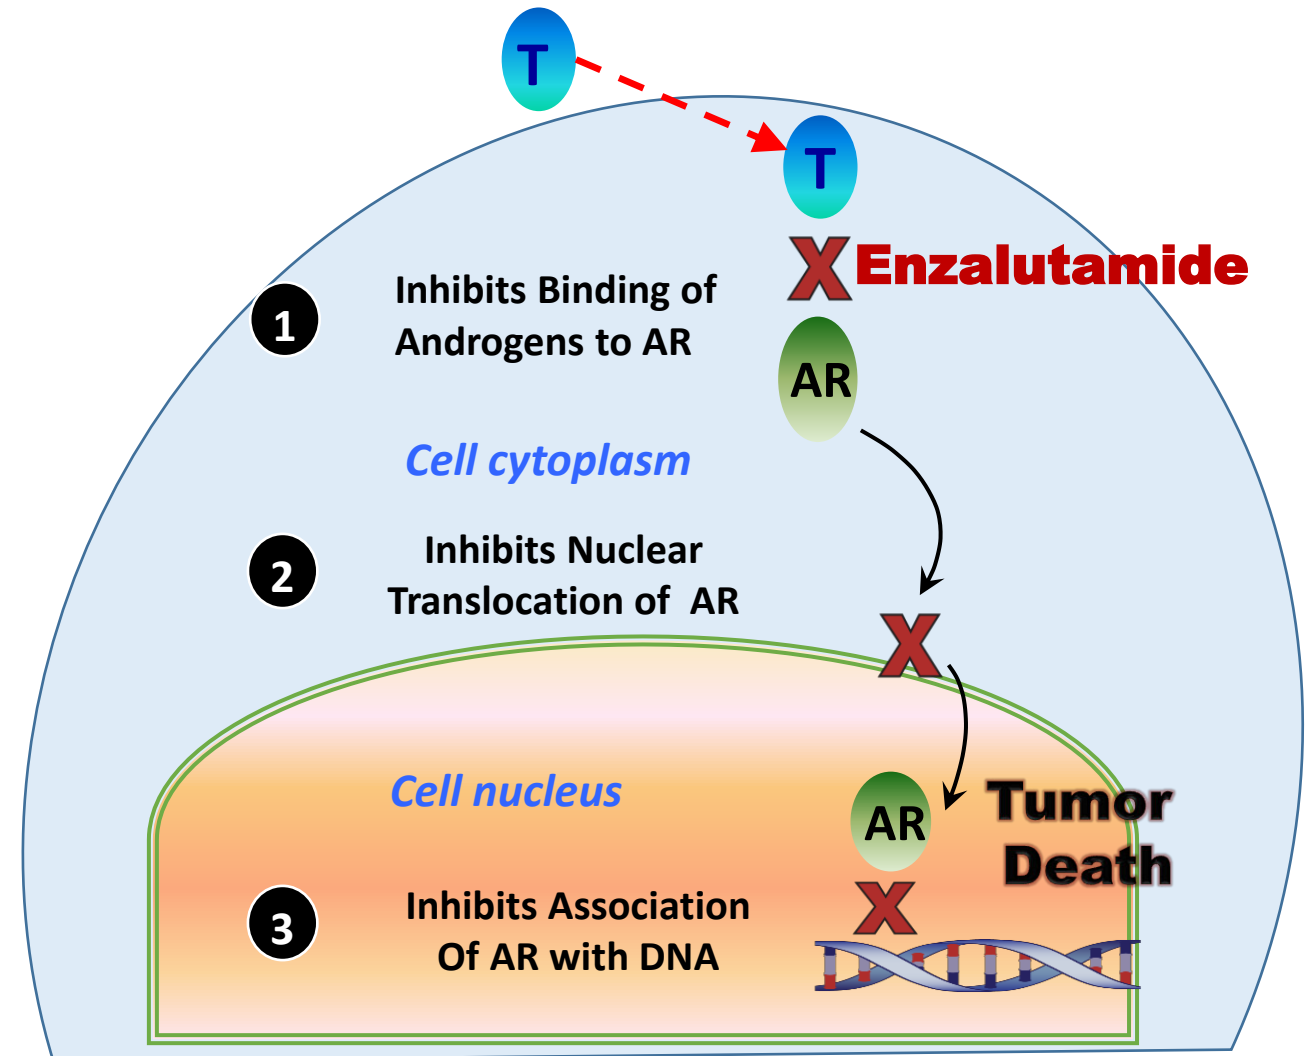 T
T
X Enzalutamide
1
Inhibits Binding of
Androgens to AR
AR
Cell cytoplasm
2
Inhibits Nuclear
Translocation of AR
X
Cell nucleus
AR
Tumor
Death
3
Inhibits Association
Of AR with DNA
X